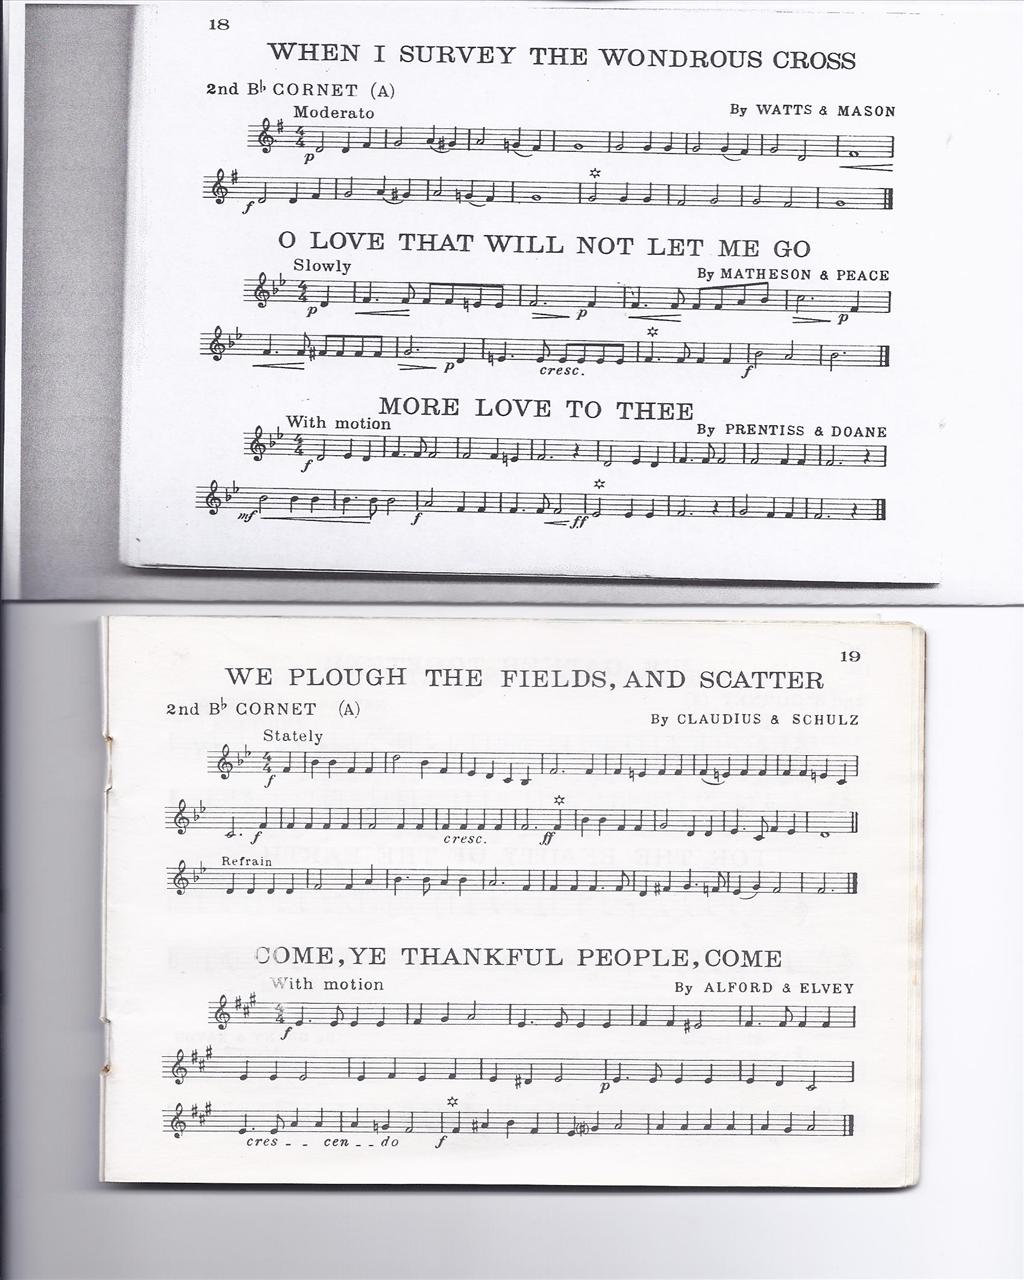 18
WHEN I SURVEY THE WONDROUS CROSS
2nd B♭ CORNET (A)
By WATTS & MASON
Moderato
p
f
O LOVE THAT WILL NOT LET ME GO
Slowly
By MATHESON & PEACE
p p p
p cresc. f
MORE LOVE TO THEE
With motion
By PRENTISS & DOANE
f
mf f ff
19
WE PLOUGH THE FIELDS, AND SCATTER
2nd B♭ CORNET (A)
By CLAUDIUS & SCHULZ
Stately
f
f cresc. ff
Refrain
COME, YE THANKFUL PEOPLE, COME
With motion
By ALFORD & ELVEY
f
p
cres - - cen - - do f